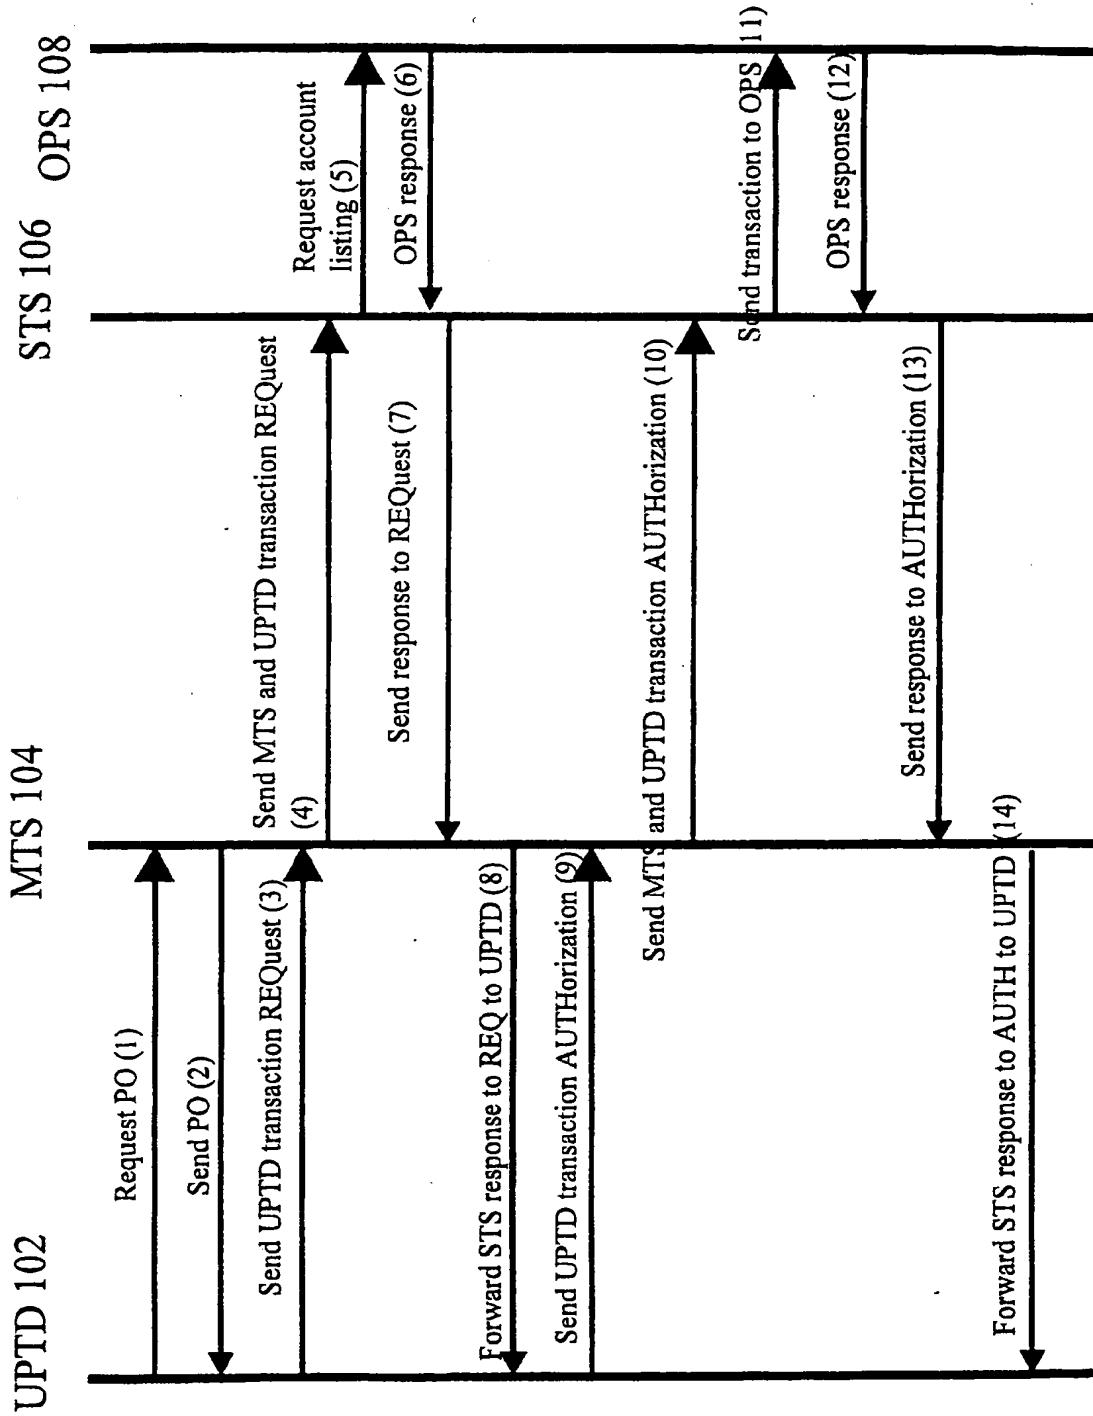 UPTD 102
MTS 104
STS 106
OPS 108
Request PO (1)
Send PO (2)
Send UPTD transaction REQuest (3)
Send MTS and UPTD transaction REQuest
(4)
Request account
listing (5)
OPS response (6)
Send response to REQuest (7)
Forward STS response to REQ to UPTD (8)
Send UPTD transaction AUTHorization (9)
Send MTS and UPTD transaction AUTHorization (10)
Send transaction to OPS 11)
OPS response (12)
Send response to AUTHorization (13)
Forward STS response to AUTH to UPTD (14)